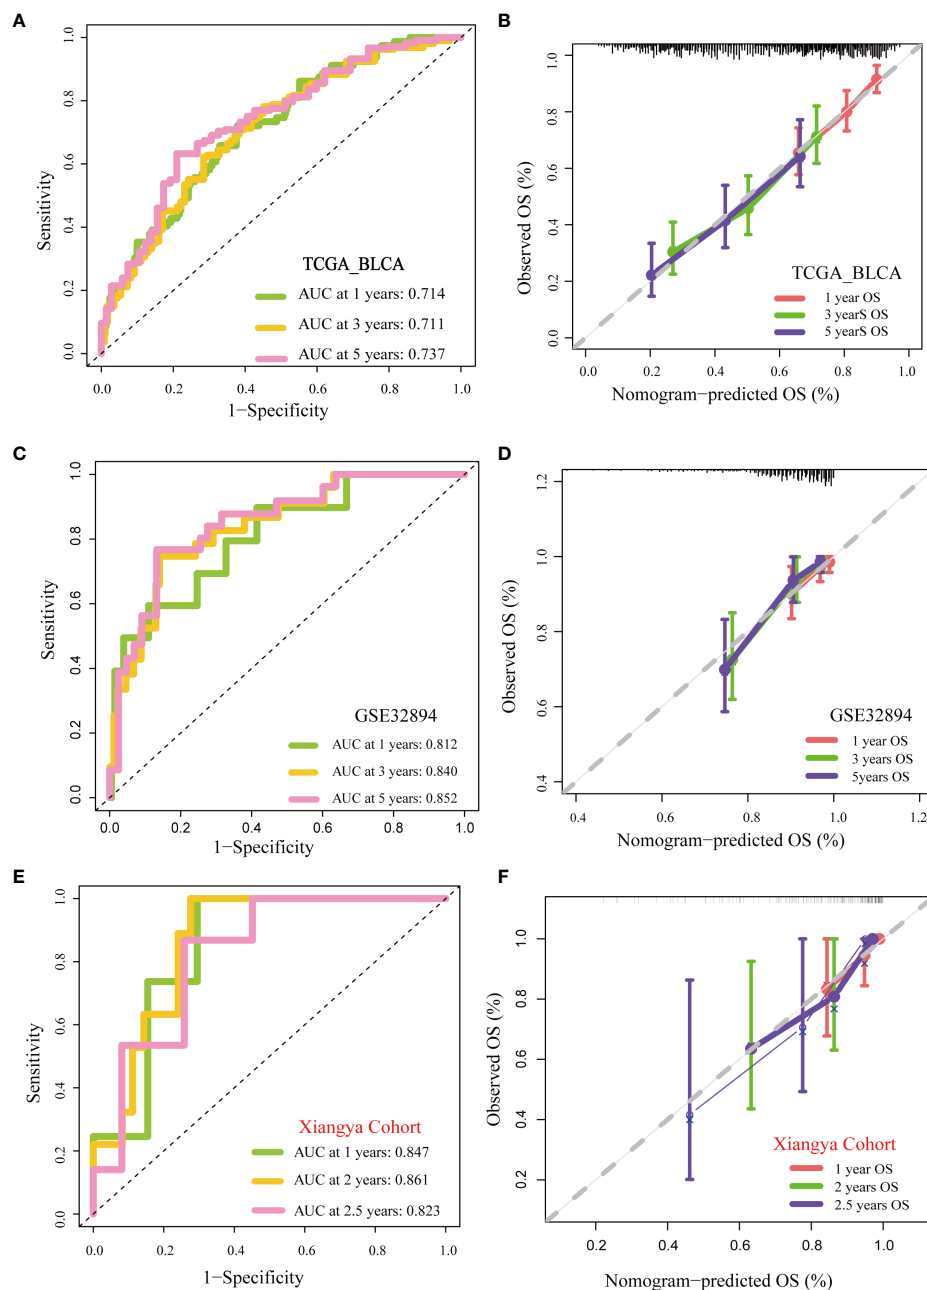 A
Sensitivity
1.0
0.8
0.6
0.4
0.2
0.0
TCGA_BLCA
AUC at 1 years: 0.714
AUC at 3 years: 0.711
AUC at 5 years: 0.737
0.0 0.2 0.4 0.6 0.8 1.0
1−Specificity
B
Observed OS (%)
1.0
0.8
0.6
0.4
0.2
0.0
TCGA_BLCA
1 year OS
3 yearS OS
5 yearS OS
0.0 0.2 0.4 0.6 0.8 1.0
Nomogram−predicted OS (%)
C
Sensitivity
1.0
0.8
0.6
0.4
0.2
0.0
GSE32894
AUC at 1 years: 0.812
AUC at 3 years: 0.840
AUC at 5 years: 0.852
0.0 0.2 0.4 0.6 0.8 1.0
1−Specificity
D
Observed OS (%)
1.2
1.0
0.8
0.6
0.4
GSE32894
1 year OS
3 years OS
5years OS
0.4 0.6 0.8 1.0 1.2
Nomogram−predicted OS (%)
E
Sensitivity
1.0
0.8
0.6
0.4
0.2
0.0
Xiangya Cohort
AUC at 1 years: 0.847
AUC at 2 years: 0.861
AUC at 2.5 years: 0.823
0.0 0.2 0.4 0.6 0.8 1.0
1−Specificity
F
Observed OS (%)
1.0
0.8
0.6
0.4
0.2
Xiangya Cohort
1 year OS
2 years OS
2.5 years OS
0.2 0.4 0.6 0.8 1.0
Nomogram−predicted OS (%)